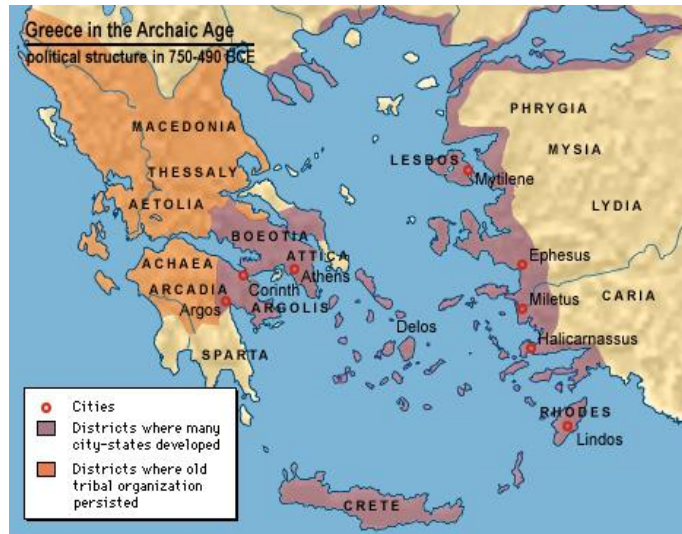 Greece in the Archaic Age
political structure in 750-490 BCE
PHRYGIA
MACEDONIA
MYSIA
LESBOS
THESSALY
Mytilene
AETOLIA
LYDIA
BOEOTIA
ATTICA
Ephesus
ACHAEA
Athens
Corinth
ARCADIA
CARIA
Argos
ARGOLIS
Miletus
Delos
Halicarnassus
SPARTA
Cities
RHODES
Districts where many
city-states developed
Lindos
Districts where old
tribal organization
persisted
CRETE